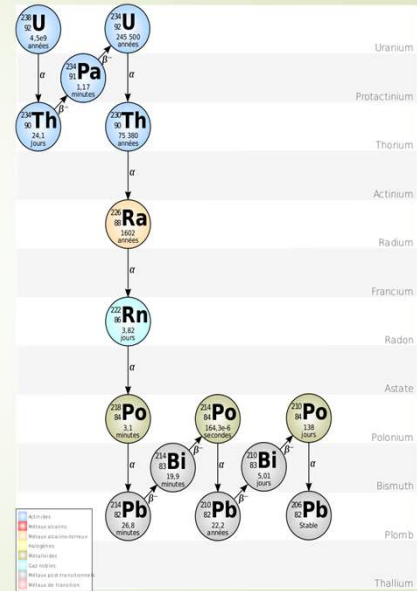 238
92 U
4,5e9
années
234
92 U
245 500
années
Uranium
α
β⁻
α
234
91 Pa
1,17
minutes
Protactinium
234
90 Th
24,1
jours
β⁻
230
90 Th
75 380
années
Thorium
α
Actinium
226
88 Ra
1602
années
Radium
α
Francium
222
86 Rn
3,82
jours
Radon
α
Astate
218
84 Po
3,1
minutes
214
84 Po
164,3e-6
secondes
210
84 Po
138
jours
Polonium
α
β⁻
α
β⁻
α
214
83 Bi
19,9
minutes
210
83 Bi
5,01
jours
Bismuth
β⁻
β⁻
214
82 Pb
26,8
minutes
210
82 Pb
22,2
années
206
82 Pb
Stable
Plomb
Actinides
Métaux alcalins
Métaux alcalino-terreux
Halogènes
Métalloïdes
Gaz nobles
Métaux post-transitionnels
Métaux de transition
Thallium